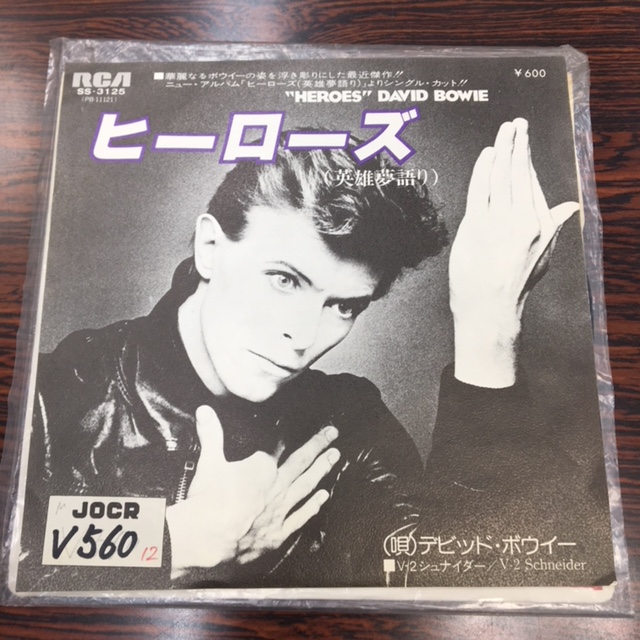 RCA
SS-3125
(PB 11121)
■華麗なるボウイーの姿を浮き彫りにした最近傑作!!
ニュー・アルバム「ヒーローズ(英雄夢語り)」よりシングル・カット!!
¥600
"HEROES" DAVID BOWIE
ヒーローズ
(英雄夢語り)
JOCR
V560
12
(唄)デビッド・ボウイー
■V-2シュナイダー/V-2 Schneider